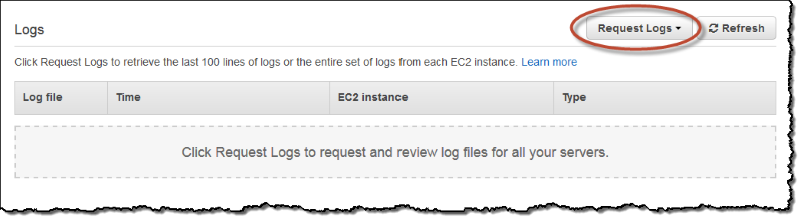 Logs
Request Logs
Refresh
Click Request Logs to retrieve the last 100 lines of logs or the entire set of logs from each EC2 instance. Learn more
Log file Time EC2 instance Type
Click Request Logs to request and review log files for all your servers.